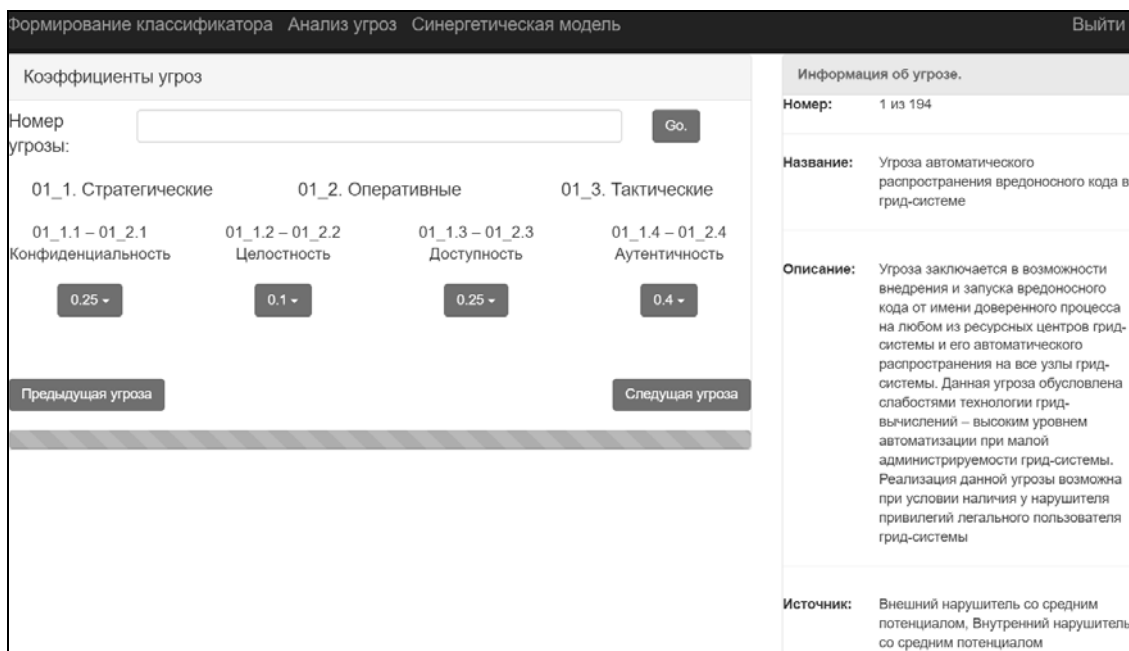 Формирование классификатора Анализ угроз Синергетическая модель Выйти
Коэффициенты угроз
Номер
угрозы:
Go.
01_1. Стратегические 01_2. Оперативные 01_3. Тактические
01_1.1 – 01_2.1 01_1.2 – 01_2.2 01_1.3 – 01_2.3 01_1.4 – 01_2.4
Конфиденциальность Целостность Доступность Аутентичность
0.25 0.1 0.25 0.4
Предыдущая угроза Следущая угроза
Информация об угрозе.
Номер: 1 из 194
Название: Угроза автоматического
распространения вредоносного кода в
грид-системе
Описание: Угроза заключается в возможности
внедрения и запуска вредоносного
кода от имени доверенного процесса
на любом из ресурсных центров грид-
системы и его автоматического
распространения на все узлы грид-
системы. Данная угроза обусловлена
слабостями технологии грид-
вычислений – высоким уровнем
автоматизации при малой
администрируемости грид-системы.
Реализация данной угрозы возможна
при условии наличия у нарушителя
привилегий легального пользователя
грид-системы
Источник: Внешний нарушитель со средним
потенциалом, Внутренний нарушитель
со средним потенциалом